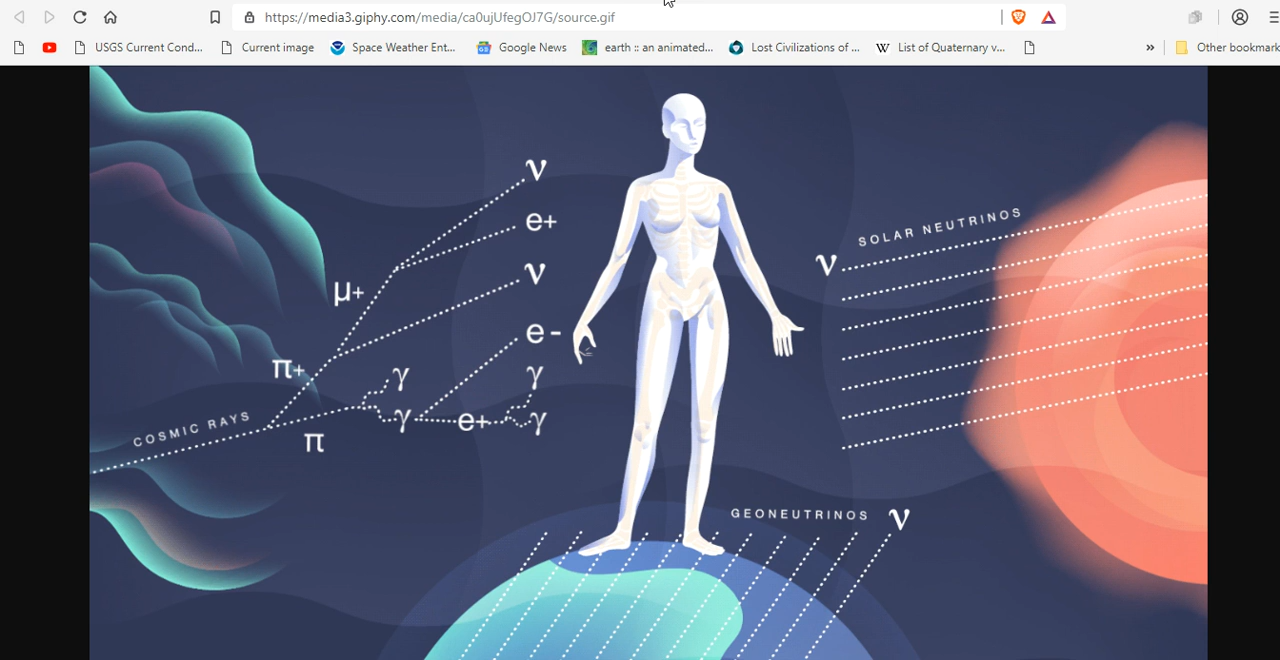 https://media3.giphy.com/media/ca0ujUfegOJ7G/source.gif
USGS Current Cond... Current image Space Weather Ent... Google News earth :: an animated... Lost Civilizations of ... List of Quaternary v... » Other bookmark
ν
e+
SOLAR NEUTRINOS
ν
ν
μ+
e-
π+
γ
γ
COSMIC RAYS
γ
e+
γ
π
GEONEUTRINOS ν